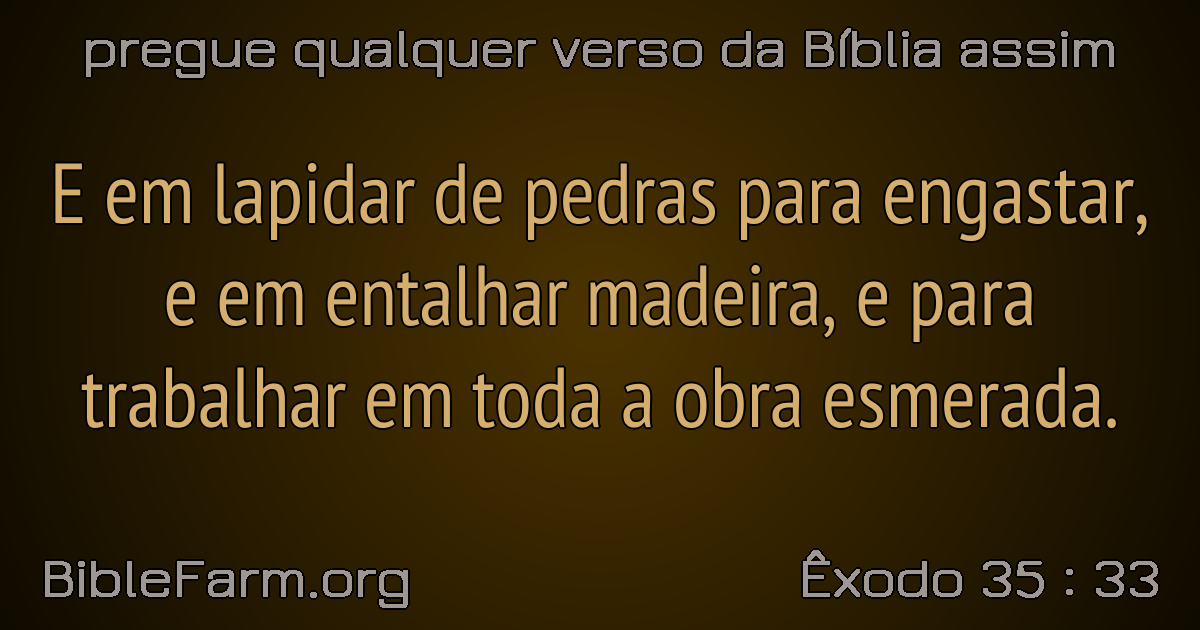 pregue qualquer verso da Bíblia assim
E em lapidar de pedras para engastar,
e em entalhar madeira, e para
trabalhar em toda a obra esmerada.
BibleFarm.org
Êxodo 35 : 33